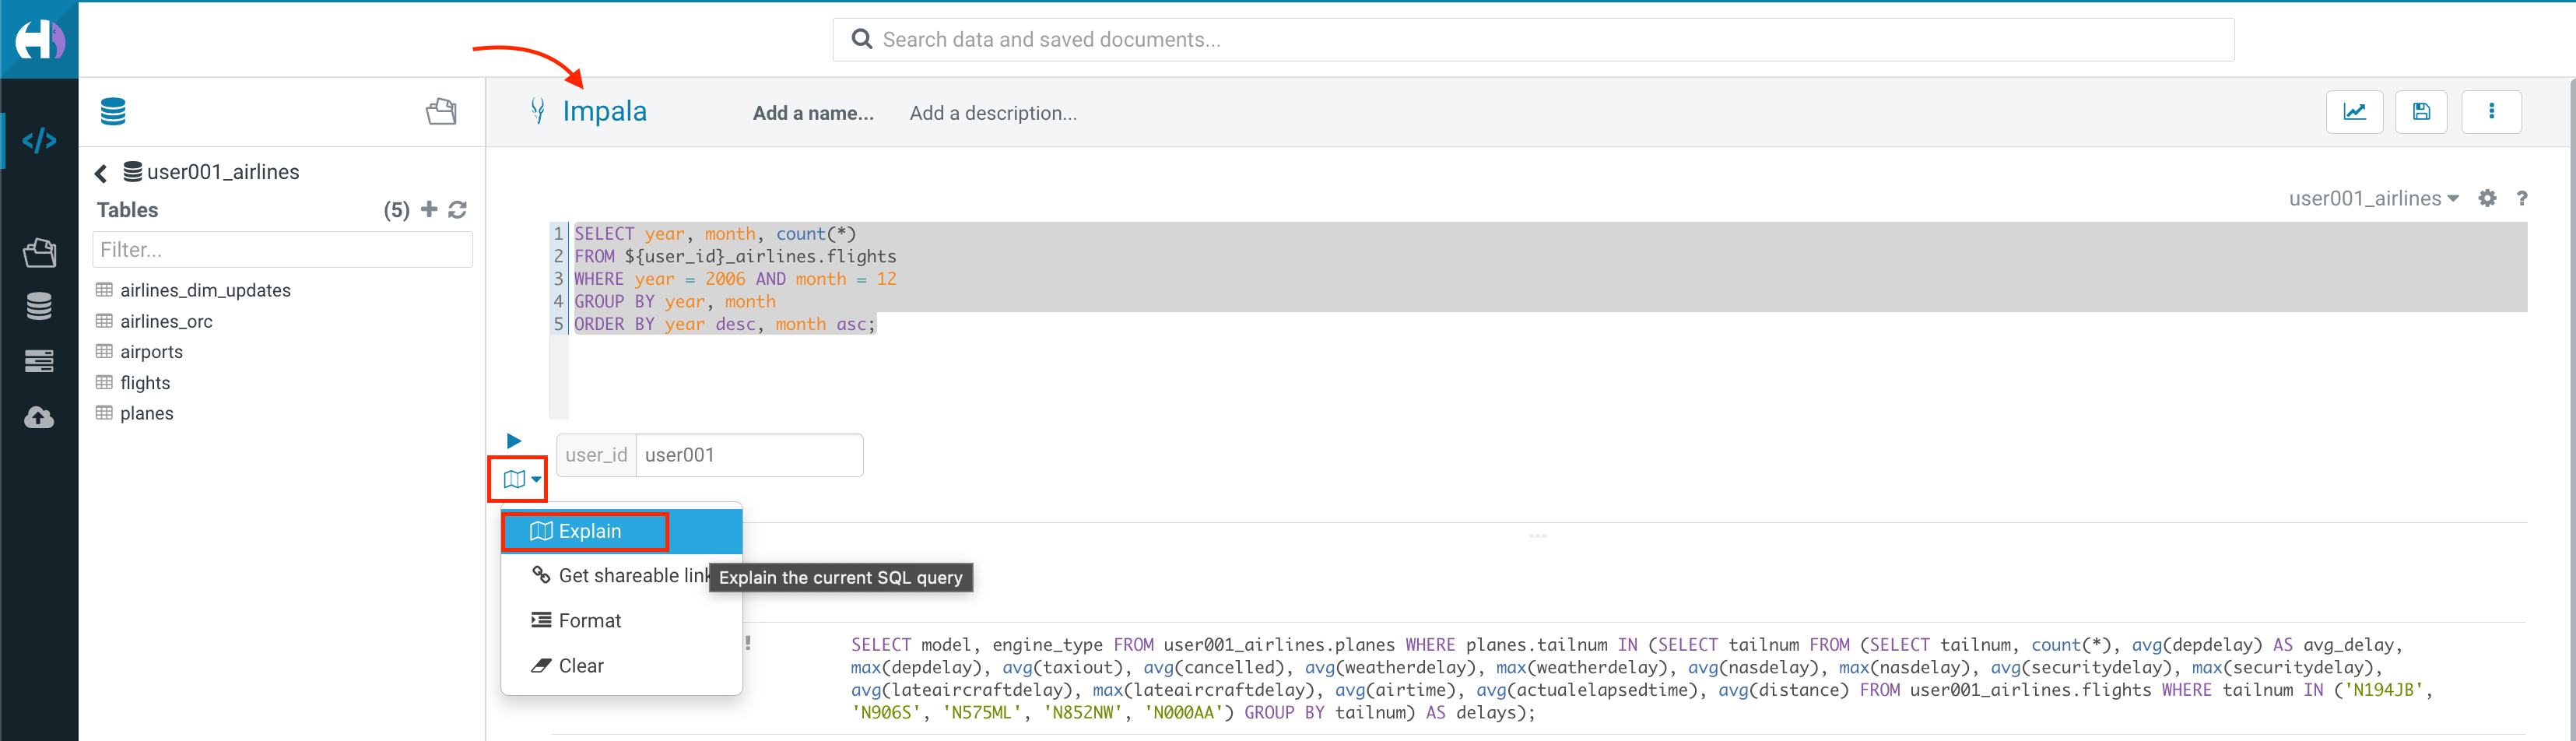 Search data and saved documents...
Impala
Add a name...
Add a description...
user001_airlines
Tables
(5)
Filter...
airlines_dim_updates
airlines_orc
airports
flights
planes
user001_airlines
?
1 SELECT year, month, count(*)
2 FROM ${user_id}_airlines.flights
3 WHERE year = 2006 AND month = 12
4 GROUP BY year, month
5 ORDER BY year desc, month asc;
user_id user001
Explain
Get shareable link
Explain the current SQL query
Format
Clear
!
SELECT model, engine_type FROM user001_airlines.planes WHERE planes.tailnum IN (SELECT tailnum FROM (SELECT tailnum, count(*), avg(depdelay) AS avg_delay,
max(depdelay), avg(taxiout), avg(cancelled), avg(weatherdelay), max(weatherdelay), avg(nasdelay), max(nasdelay), avg(securitydelay), max(securitydelay),
avg(lateaircraftdelay), max(lateaircraftdelay), avg(airtime), avg(actualelapsedtime), avg(distance) FROM user001_airlines.flights WHERE tailnum IN ('N194JB',
'N906S', 'N575ML', 'N852NW', 'N000AA') GROUP BY tailnum) AS delays);